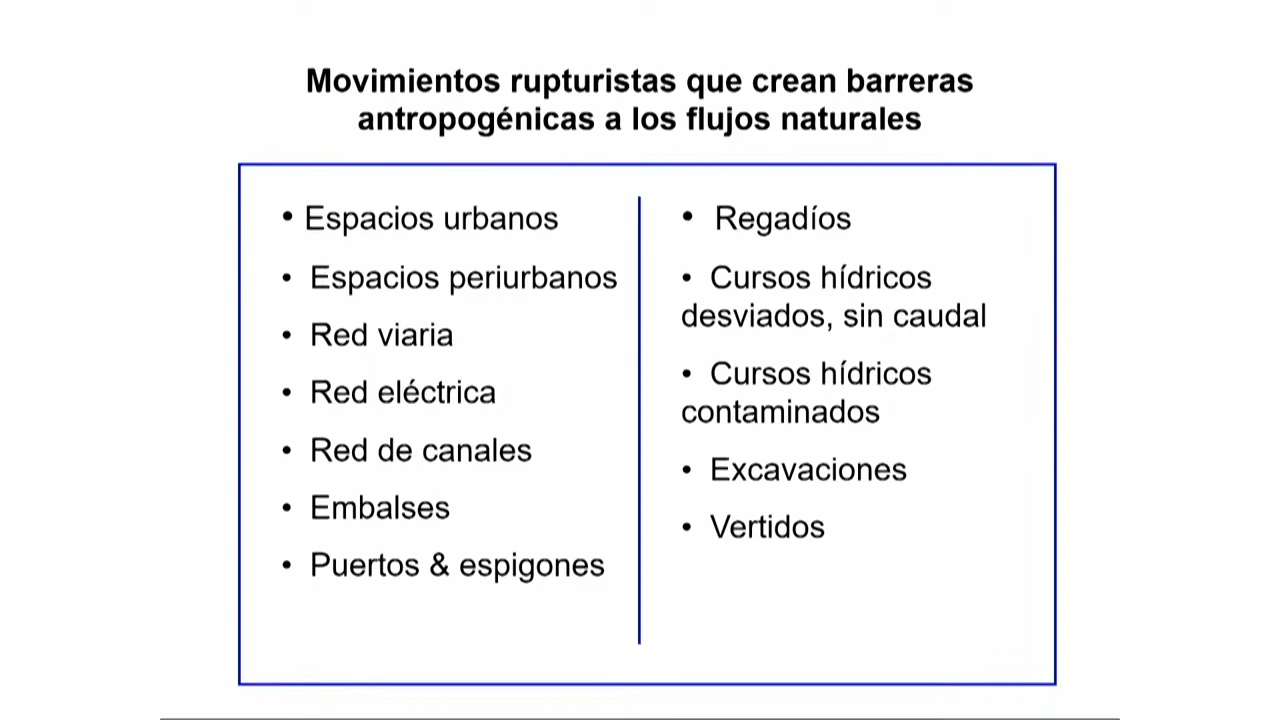 Movimientos rupturistas que crean barreras
antropogénicas a los flujos naturales
• Espacios urbanos
• Espacios periurbanos
• Red viaria
• Red eléctrica
• Red de canales
• Embalses
• Puertos & espigones
• Regadíos
• Cursos hídricos
desviados, sin caudal
• Cursos hídricos
contaminados
• Excavaciones
• Vertidos